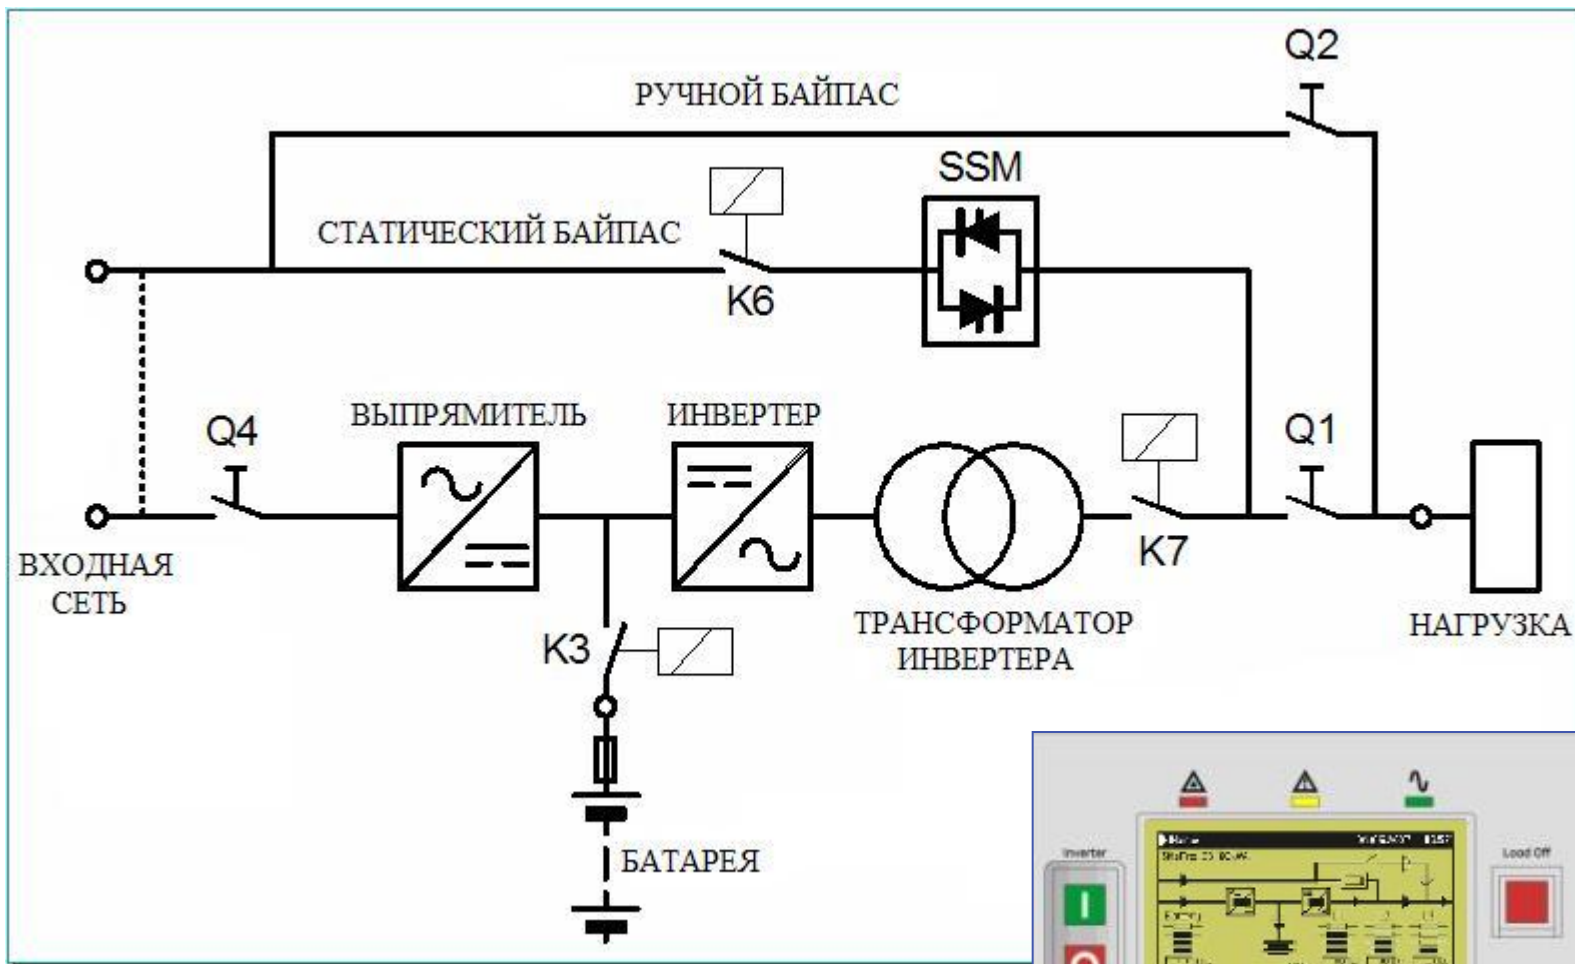 Q2
РУЧНОЙ БАЙПАС
SSM
СТАТИЧЕСКИЙ БАЙПАС
K6
Q4
ВЫПРЯМИТЕЛЬ
ИНВЕРТЕР
Q1
K7
ВХОДНАЯ
СЕТЬ
K3
ТРАНСФОРМАТОР
ИНВЕРТЕРА
НАГРУЗКА
БАТАРЕЯ
Inverter
Load Off
Home